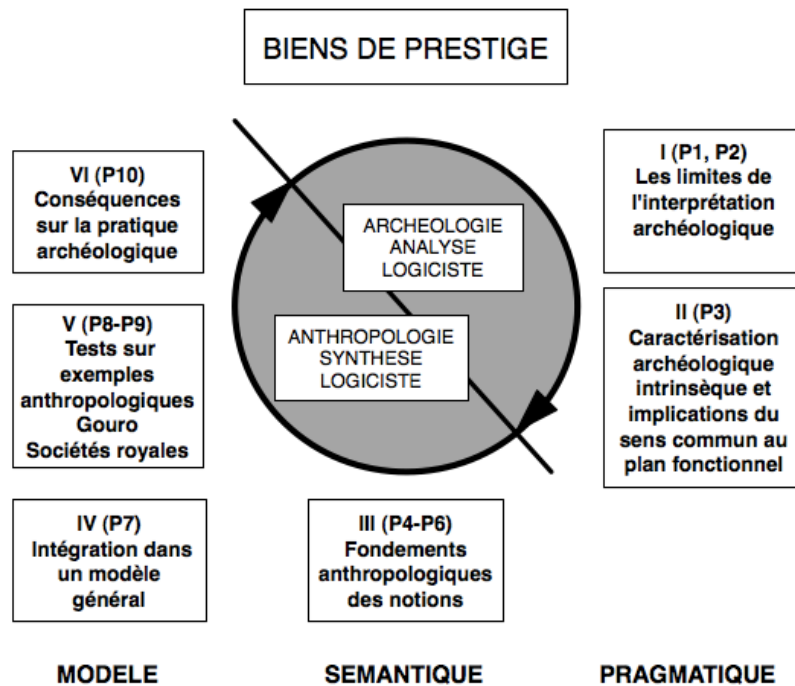 BIENS DE PRESTIGE
I (P1, P2)
Les limites de
l'interprétation
archéologique
II (P3)
Caractérisation
archéologique
intrinsèque et
implications du
sens commun au
plan fonctionnel
III (P4-P6)
Fondements
anthropologiques
des notions
IV (P7)
Intégration dans
un modèle
général
V (P8-P9)
Tests sur
exemples
anthropologiques
Gouro
Sociétés royales
VI (P10)
Conséquences
sur la pratique
archéologique
ARCHEOLOGIE
ANALYSE
LOGICISTE
ANTHROPOLOGIE
SYNTHESE
LOGICISTE
MODELE
SEMANTIQUE
PRAGMATIQUE